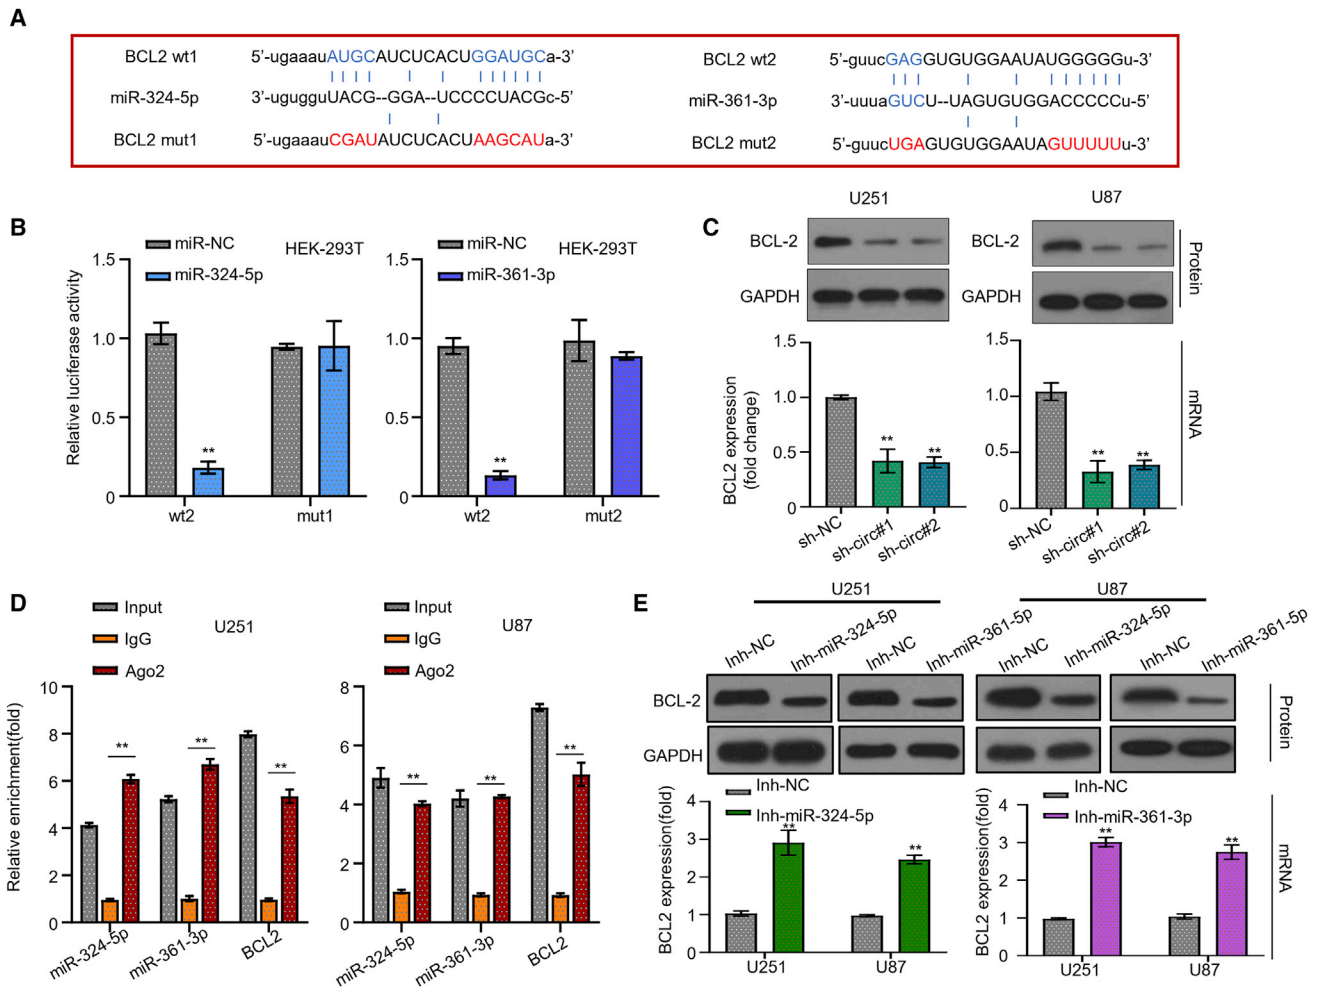 A
BCL2 wt1 5’-ugaaauAUGCAUCUCACUGGAUGCa-3’
miR-324-5p 3’-ugugguUACG--GGA--UCCCCUACGc-5’
BCL2 mut1 5’-ugaaauCGAUAUCUCACUAAGCAUa-3’
BCL2 wt2 5’-guucGAGGUGUGGAAUAUGGGGGu-3’
miR-361-3p 3’-uuuaGUCU--UAGUGUGGACCCCCu-5’
BCL2 mut2 5’-guucUGAGUGUGGAAUAGUUUUUu-3’
B
miR-NC
miR-324-5p
HEK-293T
Relative luciferase activity
1.5
1.0
0.5
0
**
wt2 mut1
miR-NC
miR-361-3p
HEK-293T
1.5
1.0
0.5
0
**
wt2 mut2
C
U251 U87
BCL-2
GAPDH
BCL-2
GAPDH
Protein
BCL2 expression
(fold change)
1.5
1.0
0.5
0
** **
sh-NC sh-circ#1 sh-circ#2
1.5
1.0
0.5
0
** **
sh-NC sh-circ#1 sh-circ#2
mRNA
D
Input
IgG
Ago2
U251
Relative enrichment(fold)
10
8
6
4
2
0
** ** **
miR-324-5p miR-361-3p BCL2
Input
IgG
Ago2
U87
8
6
4
2
0
** ** **
miR-324-5p miR-361-3p BCL2
E
U251 U87
Inh-NC Inh-miR-324-5p Inh-NC Inh-miR-361-5p Inh-NC Inh-miR-324-5p Inh-NC Inh-miR-361-5p
BCL-2
GAPDH
Protein
Inh-NC
Inh-miR-324-5p
BCL2 expression(fold)
4
3
2
1
0
** **
U251 U87
Inh-NC
Inh-miR-361-3p
BCL2 expression(fold)
4
3
2
1
0
** **
U251 U87
mRNA